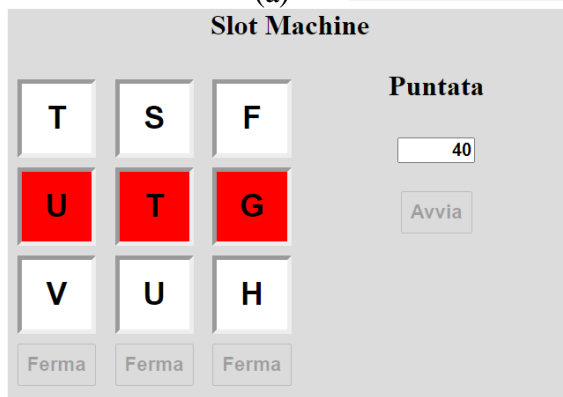 (a)
Slot Machine
Puntata
T S F
40
U T G
Avvia
V U H
Ferma Ferma Ferma